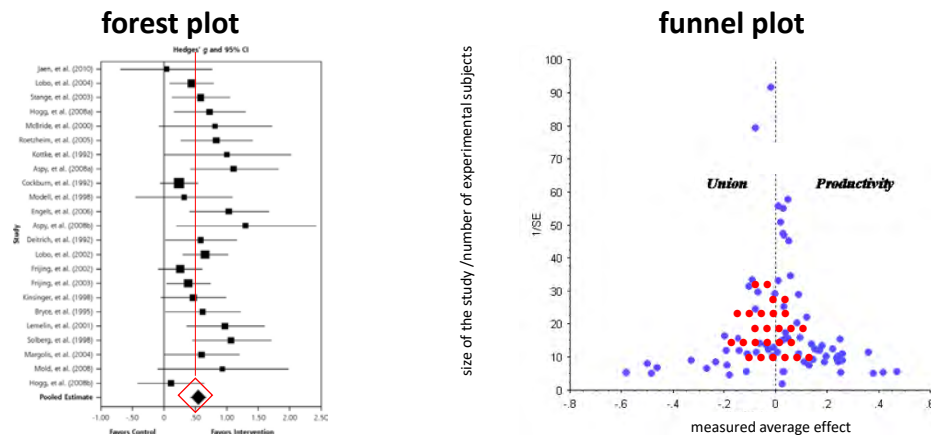 forest plot
Hedges' g and 95% CI
Study
Jaen, et al. (2010)
Lobo, et al. (2004)
Stange, et al. (2003)
Hogg, et al. (2008a)
McBride, et al. (2000)
Roetzheim, et al. (2005)
Kottke, et al. (1992)
Aspy, et al. (2008a)
Cockburn, et al. (1992)
Modell, et al. (1998)
Engels, et al. (2006)
Aspy, et al. (2008b)
Deitrich, et al. (1992)
Lobo, et al. (2002)
Frijing, et al. (2002)
Frijing, et al. (2003)
Kinsinger, et al. (1998)
Bryce, et al. (1995)
Lemelin, et al. (2001)
Solberg, et al. (1998)
Margolis, et al. (2004)
Mold, et al. (2008)
Hogg, et al. (2008b)
Pooled Estimate
-1.00 -.50 0 .50 1.00 1.50 2.00 2.50
Favors Control Favors Intervention
funnel plot
size of the study /number of experimental subjects
1/SE
100
90
80
70
60
50
40
30
20
10
0
Union Productivity
-.8 -.6 -.4 -.2 0 .2 .4 .6
measured average effect